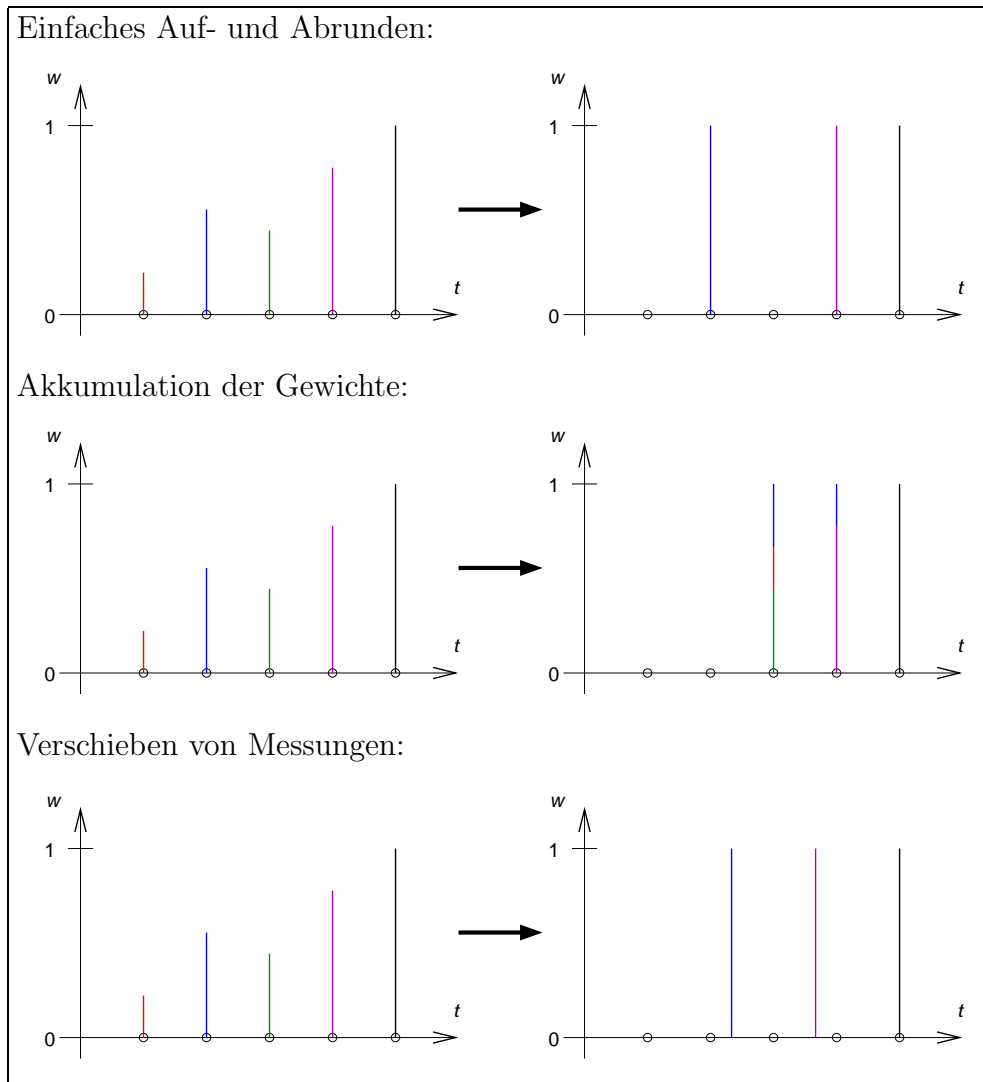 Einfaches Auf- und Abrunden:
w
1
0
t
w
1
0
t
Akkumulation der Gewichte:
w
1
0
t
w
1
0
t
Verschieben von Messungen:
w
1
0
t
w
1
0
t